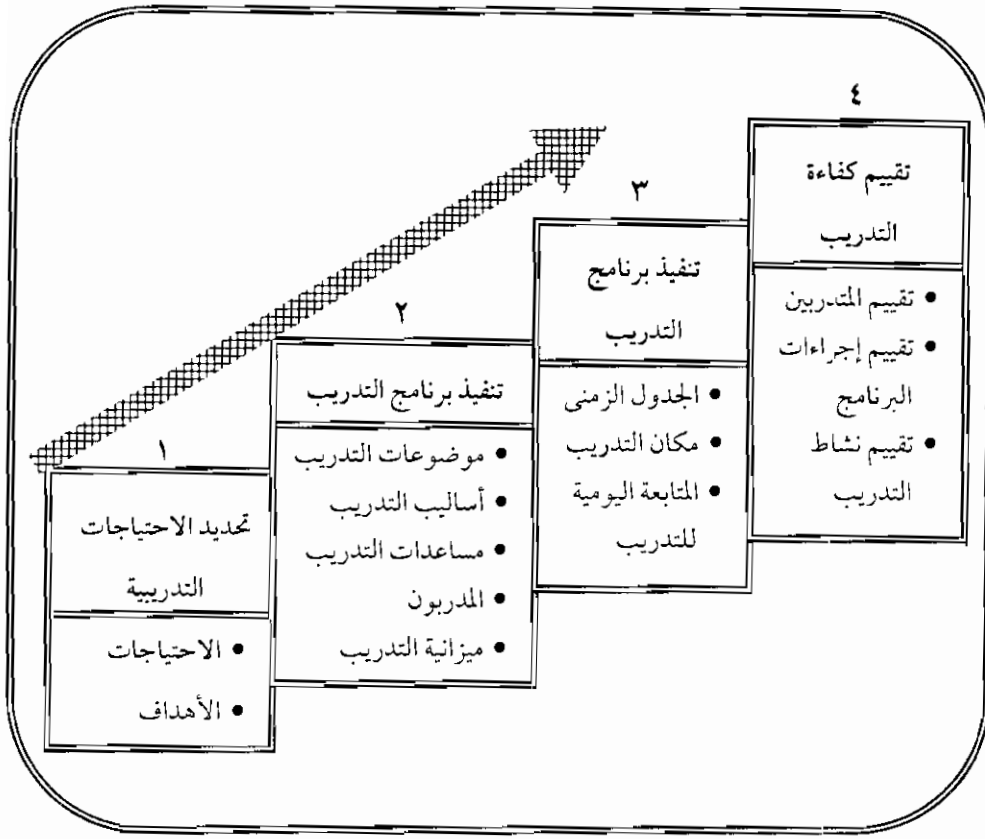 ١
تحديد الاحتياجات
التدريبية
• الاحتياجات
• الأهداف
٢
تنفيذ برنامج التدريب
• موضوعات التدريب
• أساليب التدريب
• مساعدات التدريب
• المدربون
• ميزانية التدريب
٣
تنفيذ برنامج
التدريب
• الجدول الزمنى
• مكان التدريب
• المتابعة اليومية
للتدريب
٤
تقييم كفاءة
التدريب
• تقييم المتدربين
• تقييم إجراءات
البرنامج
• تقييم نشاط
التدريب